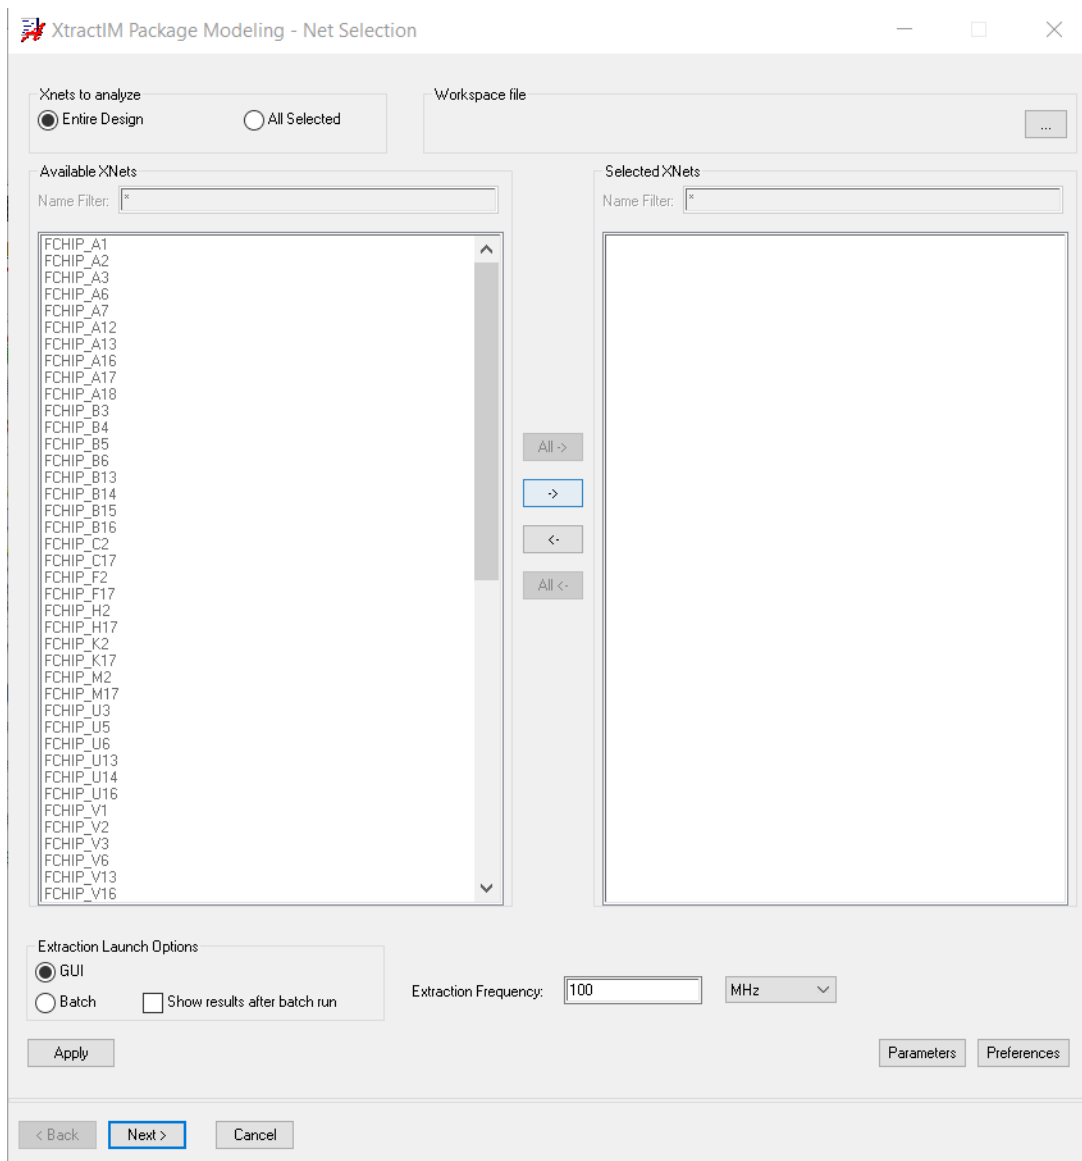 XtractIM Package Modeling - Net Selection
Xnets to analyze
Entire Design
All Selected
Workspace file
...
Available XNets
Name Filter: *
FCHIP_A1
FCHIP_A2
FCHIP_A3
FCHIP_A6
FCHIP_A7
FCHIP_A12
FCHIP_A13
FCHIP_A16
FCHIP_A17
FCHIP_A18
FCHIP_B3
FCHIP_B4
FCHIP_B5
FCHIP_B6
FCHIP_B13
FCHIP_B14
FCHIP_B15
FCHIP_B16
FCHIP_C2
FCHIP_C17
FCHIP_F2
FCHIP_F17
FCHIP_H2
FCHIP_H17
FCHIP_K2
FCHIP_K17
FCHIP_M2
FCHIP_M17
FCHIP_U3
FCHIP_U5
FCHIP_U6
FCHIP_U13
FCHIP_U14
FCHIP_U16
FCHIP_V1
FCHIP_V2
FCHIP_V3
FCHIP_V6
FCHIP_V13
FCHIP_V16
All ->
->
<-
All <-
Selected XNets
Name Filter: *
Extraction Launch Options
GUI
Batch
Show results after batch run
Extraction Frequency: 100 MHz
Apply
Parameters
Preferences
< Back
Next >
Cancel